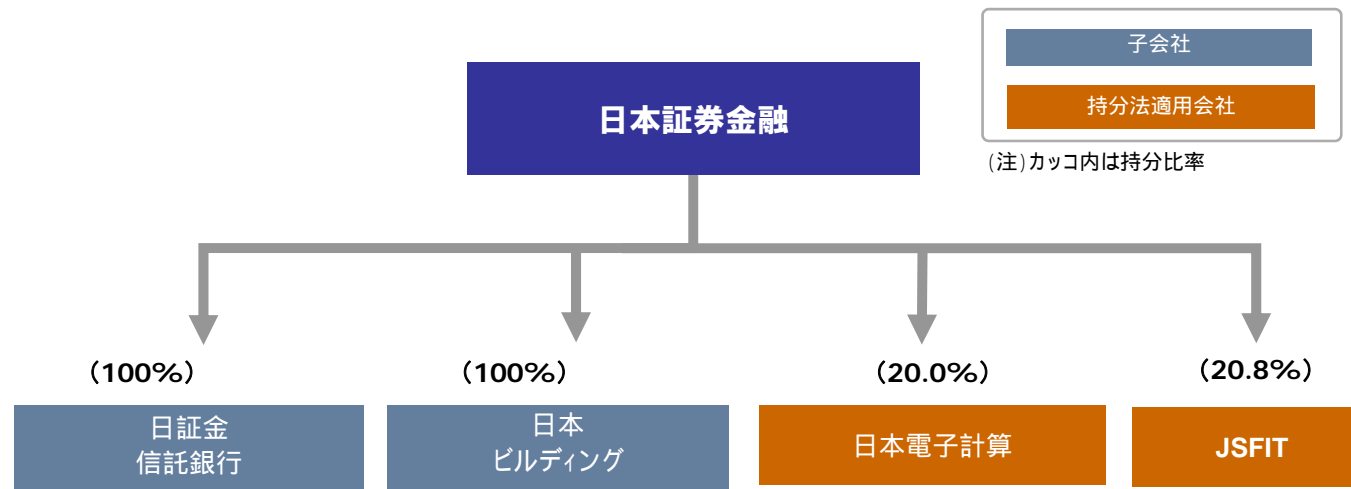 子会社
日本証券金融
持分法適用会社
(注)カッコ内は持分比率
（100%）
（100%）
（20.0%）
（20.8%）
日証金
信託銀行
日本
ビルディング
日本電子計算
JSFIT